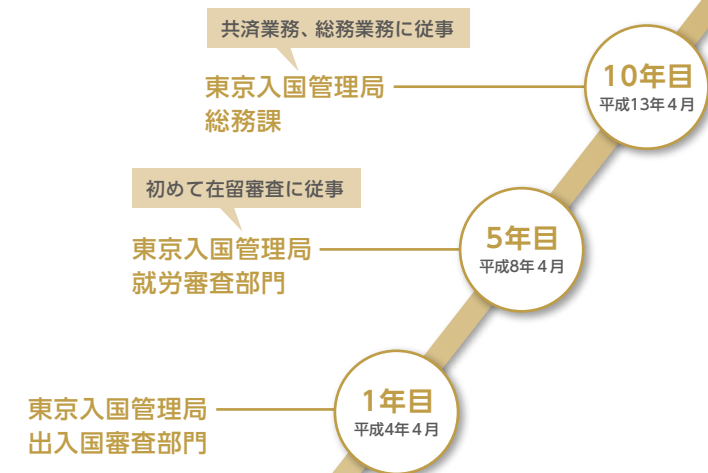 共済業務、総務業務に従事
東京入国管理局
総務課
10年目
平成13年4月
初めて在留審査に従事
東京入国管理局
就労審査部門
5年目
平成8年4月
東京入国管理局
出入国審査部門
1年目
平成4年4月